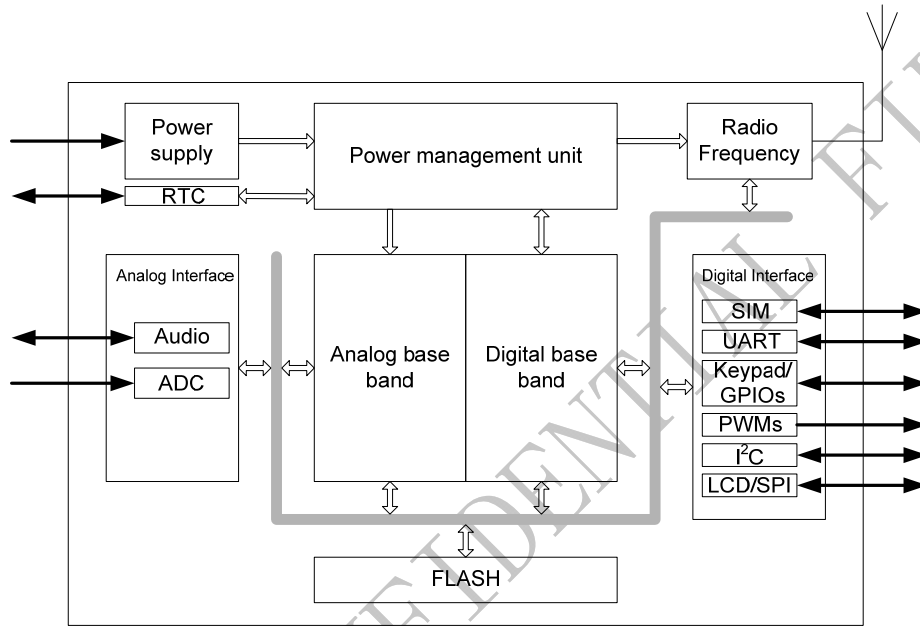 Power
supply
Power management unit
Radio
Frequency
RTC
Analog Interface
Audio
ADC
Analog base
band
Digital base
band
Digital Interface
SIM
UART
Keypad/
GPIOs
PWMs
I²C
LCD/SPI
FLASH